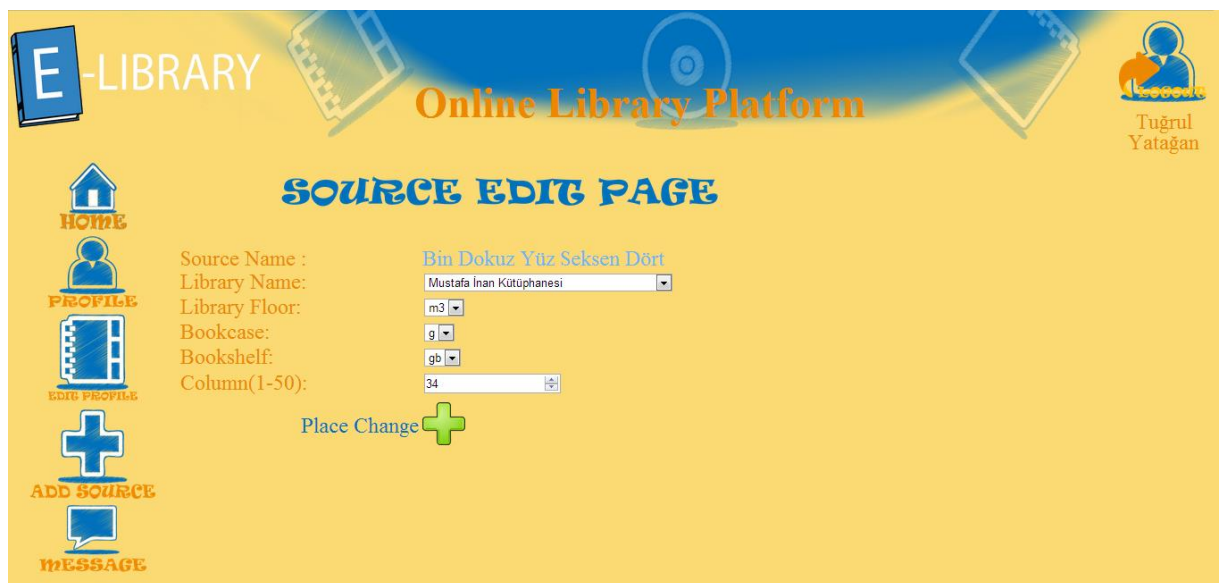 E-LIBRARY
Online Library Platform
LOGOUT
Tuğrul
Yatağan
HOME
PROFILE
EDIT PROFILE
ADD SOURCE
MESSAGE
SOURCE EDIT PAGE
Source Name : Bin Dokuz Yüz Seksen Dört
Library Name: Mustafa İnan Kütüphanesi
Library Floor: m3
Bookcase: g
Bookshelf: gb
Column(1-50): 34
Place Change